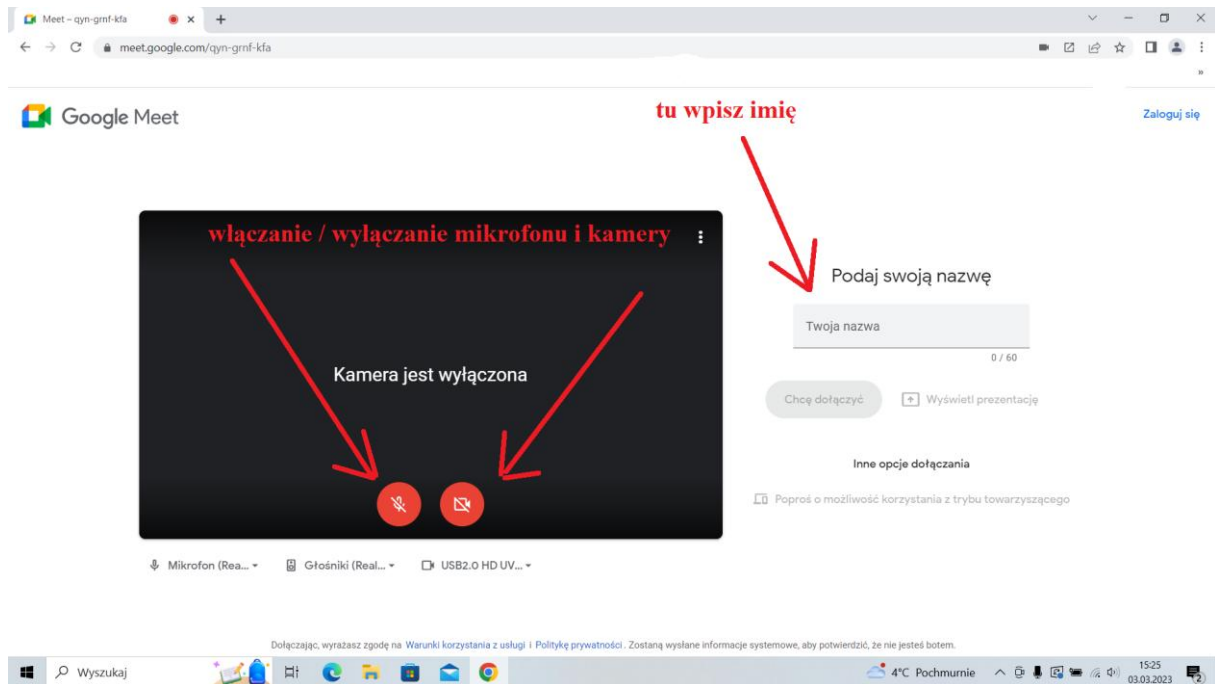 Meet – qyn-grnf-kfa
meet.google.com/qyn-grnf-kfa
Google Meet
tu wpisz imię
Zaloguj się
włączanie / wyłączanie mikrofonu i kamery
Podaj swoją nazwę
Twoja nazwa
0 / 60
Kamera jest wyłączona
Chcę dołączyć
Wyświetl prezentację
Inne opcje dołączania
Poproś o możliwość korzystania z trybu towarzyszącego
Mikrofon (Rea... Głośniki (Real... USB2.0 HD UV...
Dołączając, wyrażasz zgodę na Warunki korzystania z usługi i Politykę prywatności. Zostaną wysłane informacje systemowe, aby potwierdzić, że nie jesteś botem.
Wyszukaj
4°C Pochmurnie
15:25
03.03.2023
2